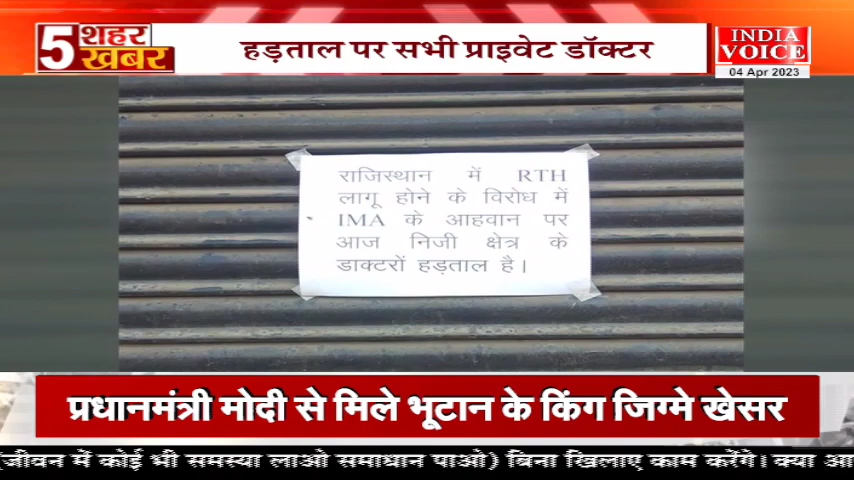 5 शहर
खबर
हड़ताल पर सभी प्राइवेट डॉक्टर
INDIA
VOICE
04 Apr 2023
राजिस्थान में RTH
लागू होने के विरोध में
IMA के आहवान पर
आज निजी क्षेत्र के
डाक्टरों हड़ताल है।
प्रधानमंत्री मोदी से मिले भूटान के किंग जिग्मे खेसर
(जीवन में कोई भी समस्या लाओ समाधान पाओ) बिना खिलाए काम करेंगे। क्या आ